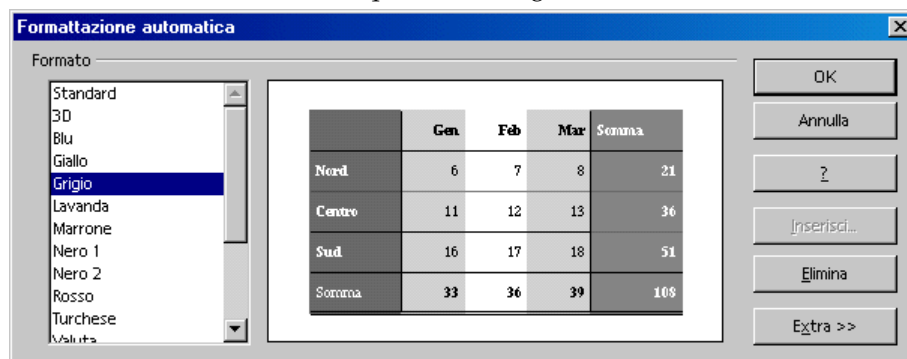 Formattazione automatica
Formato
Standard
3D
Blu
Giallo
Grigio
Lavanda
Marrone
Nero 1
Nero 2
Rosso
Turchese
Valuta
Gen Feb Mar Somma
Nord 6 7 8 21
Centro 11 12 13 36
Sud 16 17 18 51
Somma 33 36 39 108
OK
Annulla
?
Inserisci...
Elimina
Extra >>